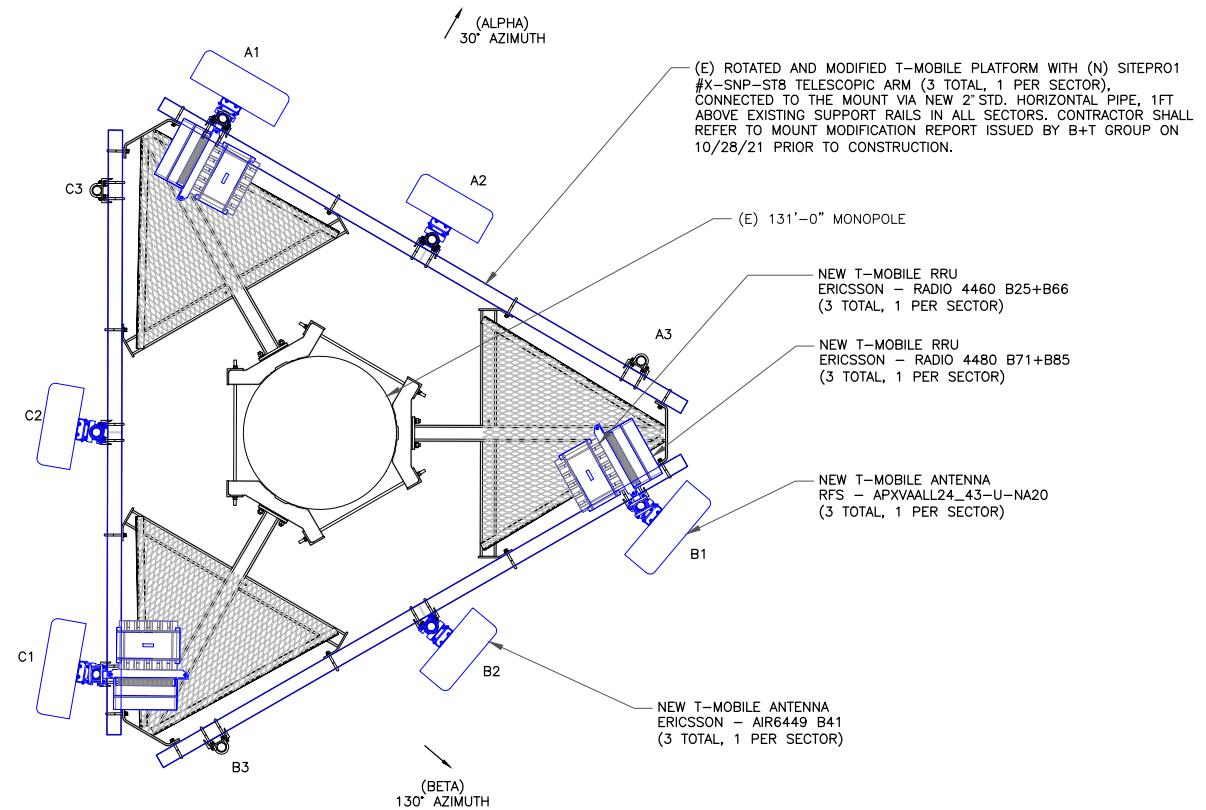 (ALPHA)
30° AZIMUTH
A1
(E) ROTATED AND MODIFIED T-MOBILE PLATFORM WITH (N) SITEPRO1
#X-SNP-ST8 TELESCOPIC ARM (3 TOTAL, 1 PER SECTOR),
CONNECTED TO THE MOUNT VIA NEW 2" STD. HORIZONTAL PIPE, 1FT
ABOVE EXISTING SUPPORT RAILS IN ALL SECTORS. CONTRACTOR SHALL
REFER TO MOUNT MODIFICATION REPORT ISSUED BY B+T GROUP ON
10/28/21 PRIOR TO CONSTRUCTION.
C3
A2
(E) 131'-0" MONOPOLE
NEW T-MOBILE RRU
ERICSSON - RADIO 4460 B25+B66
(3 TOTAL, 1 PER SECTOR)
A3
NEW T-MOBILE RRU
ERICSSON - RADIO 4480 B71+B85
(3 TOTAL, 1 PER SECTOR)
C2
NEW T-MOBILE ANTENNA
RFS - APXVAALL24_43-U-NA20
(3 TOTAL, 1 PER SECTOR)
B1
C1
B2
NEW T-MOBILE ANTENNA
ERICSSON - AIR6449 B41
(3 TOTAL, 1 PER SECTOR)
B3
(BETA)
130° AZIMUTH